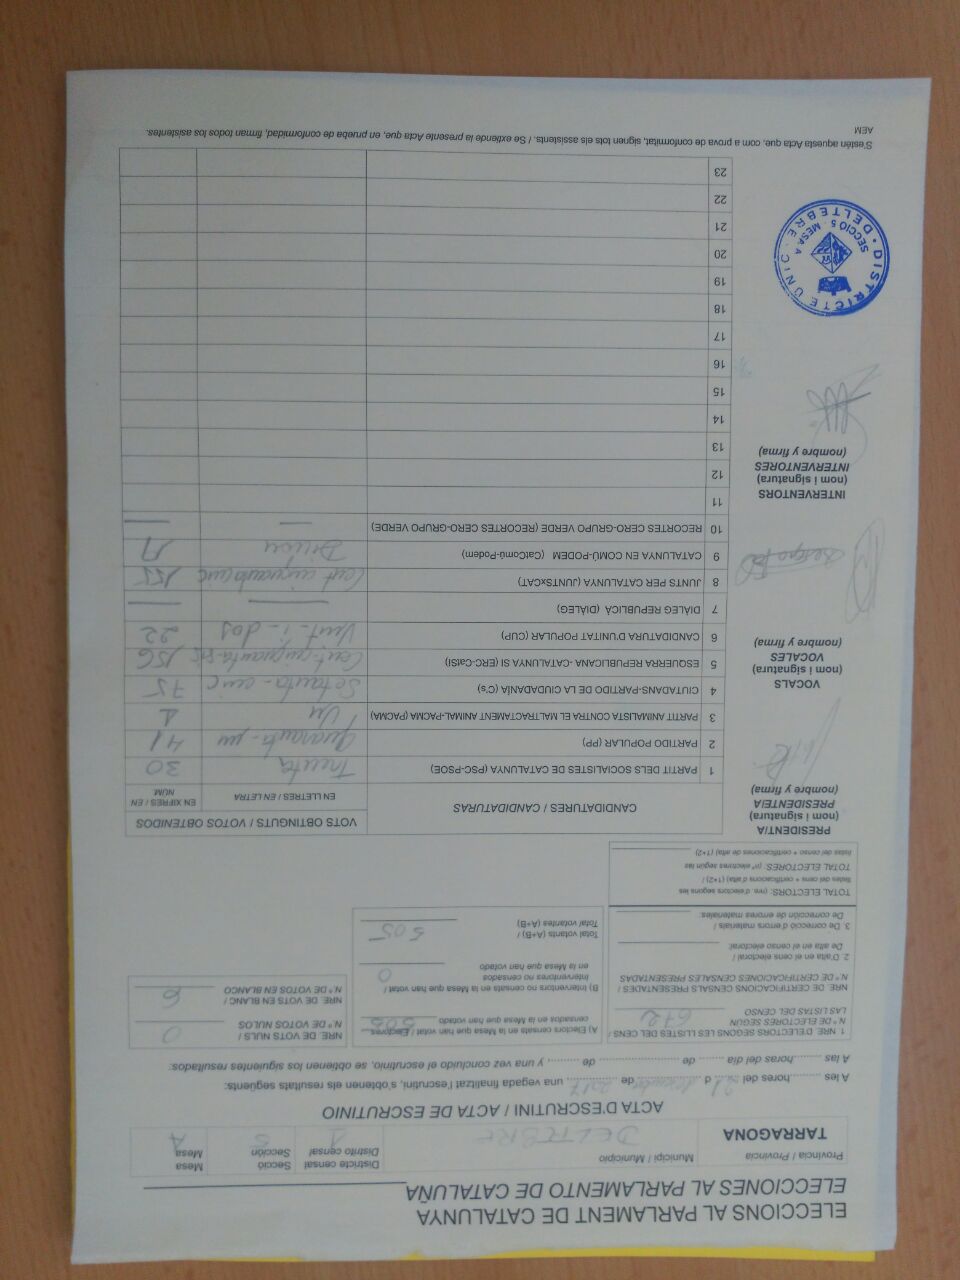 ELECCIONS AL PARLAMENT DE CATALUNYA
ELECCIONES AL PARLAMENTO DE CATALUÑA
Província / Provincia
TARRAGONA
Municipi / Municipio
DELTEBRE
Districte censal
Distrito censal
1
Secció
Sección
5
Mesa
Mesa
A
ACTA D'ESCRUTINI / ACTA DE ESCRUTINIO
A les ............hores del 21 d desembre de 2017 una vegada finalitzat l'escrutini, s'obtenen els resultats següents:
A las ..........horas del día ....... de ............... de.......... y una vez concluido el escrutinio, se obtienen los siguientes resultados:
1 NRE. D'ELECTORS SEGONS LES LLISTES DEL CENS /
N.º DE ELECTORES SEGÚN
LAS LISTAS DEL CENSO 672
NRE. DE CERTIFICACIONS CENSALS PRESENTADES /
N.º DE CERTIFICACIONES CENSALES PRESENTADAS
2. D'alta en el cens electoral /
De alta en el censo electoral:
3. De correcció d'errors materials /
De corrección de errores materiales:
TOTAL ELECTORS: (nre. d'electors segons les
llistes del cens + certificacions d'alta) (1+2) /
TOTAL ELECTORES: (nº electores según las
listas del censo + certificaciones de alta) (1+2)
A) Electors censats en la Mesa que han votat / Electores
censados en la Mesa que han votado 505
B) Interventors no censats en la Mesa que han votat /
Interventores no censados
en la Mesa que han votado 0
Total votants (A+B) /
Total votantes (A+B) 505
NRE. DE VOTS NULS /
N.º DE VOTOS NULOS 0
NRE. DE VOTS EN BLANC /
N.º DE VOTOS EN BLANCO 6
PRESIDENT/A
(nom i signatura)
PRESIDENTE/A
(nombre y firma)
VOCALS
(nom i signatura)
VOCALES
(nombre y firma)
INTERVENTORS
(nom i signatura)
INTERVENTORES
(nombre y firma)
CANDIDATURES / CANDIDATURAS
VOTS OBTINGUTS / VOTOS OBTENIDOS
EN LLETRES / EN LETRA
EN XIFRES / EN NÚM
1 PARTIT DELS SOCIALISTES DE CATALUNYA (PSC-PSOE) Trenta 30
2 PARTIDO POPULAR (PP) Quaranta-un 41
3 PARTIT ANIMALISTA CONTRA EL MALTRACTAMENT ANIMAL-PACMA (PACMA) Un 1
4 CIUTADANS-PARTIDO DE LA CIUDADANÍA (C's) Setanta-cinc 75
5 ESQUERRA REPUBLICANA -CATALUNYA SÍ (ERC-CatSí) Cent-cinquanta-sis 156
6 CANDIDATURA D'UNITAT POPULAR (CUP) Vint-i-dos 22
7 DIÀLEG REPUBLICÀ (DIÀLEG) — —
8 JUNTS PER CATALUNYA (JUNTSxCAT) Cent cinquanta cinc 155
9 CATALUNYA EN COMÚ-PODEM (CatComú-Podem)
10 RECORTES CERO-GRUPO VERDE (RECORTES CERO-GRUPO VERDE) — —
11
12
13
14
15
16
17
18
19
20
21
22
23
DISTRICTE ÚNIC
SECCIÓ 5
MESA A
· DELTEBRE ·
S'estén aquesta Acta que, com a prova de conformitat, signen tots els assistents. / Se extiende la presente Acta que, en prueba de conformidad, firman todos los asistentes.
AEM